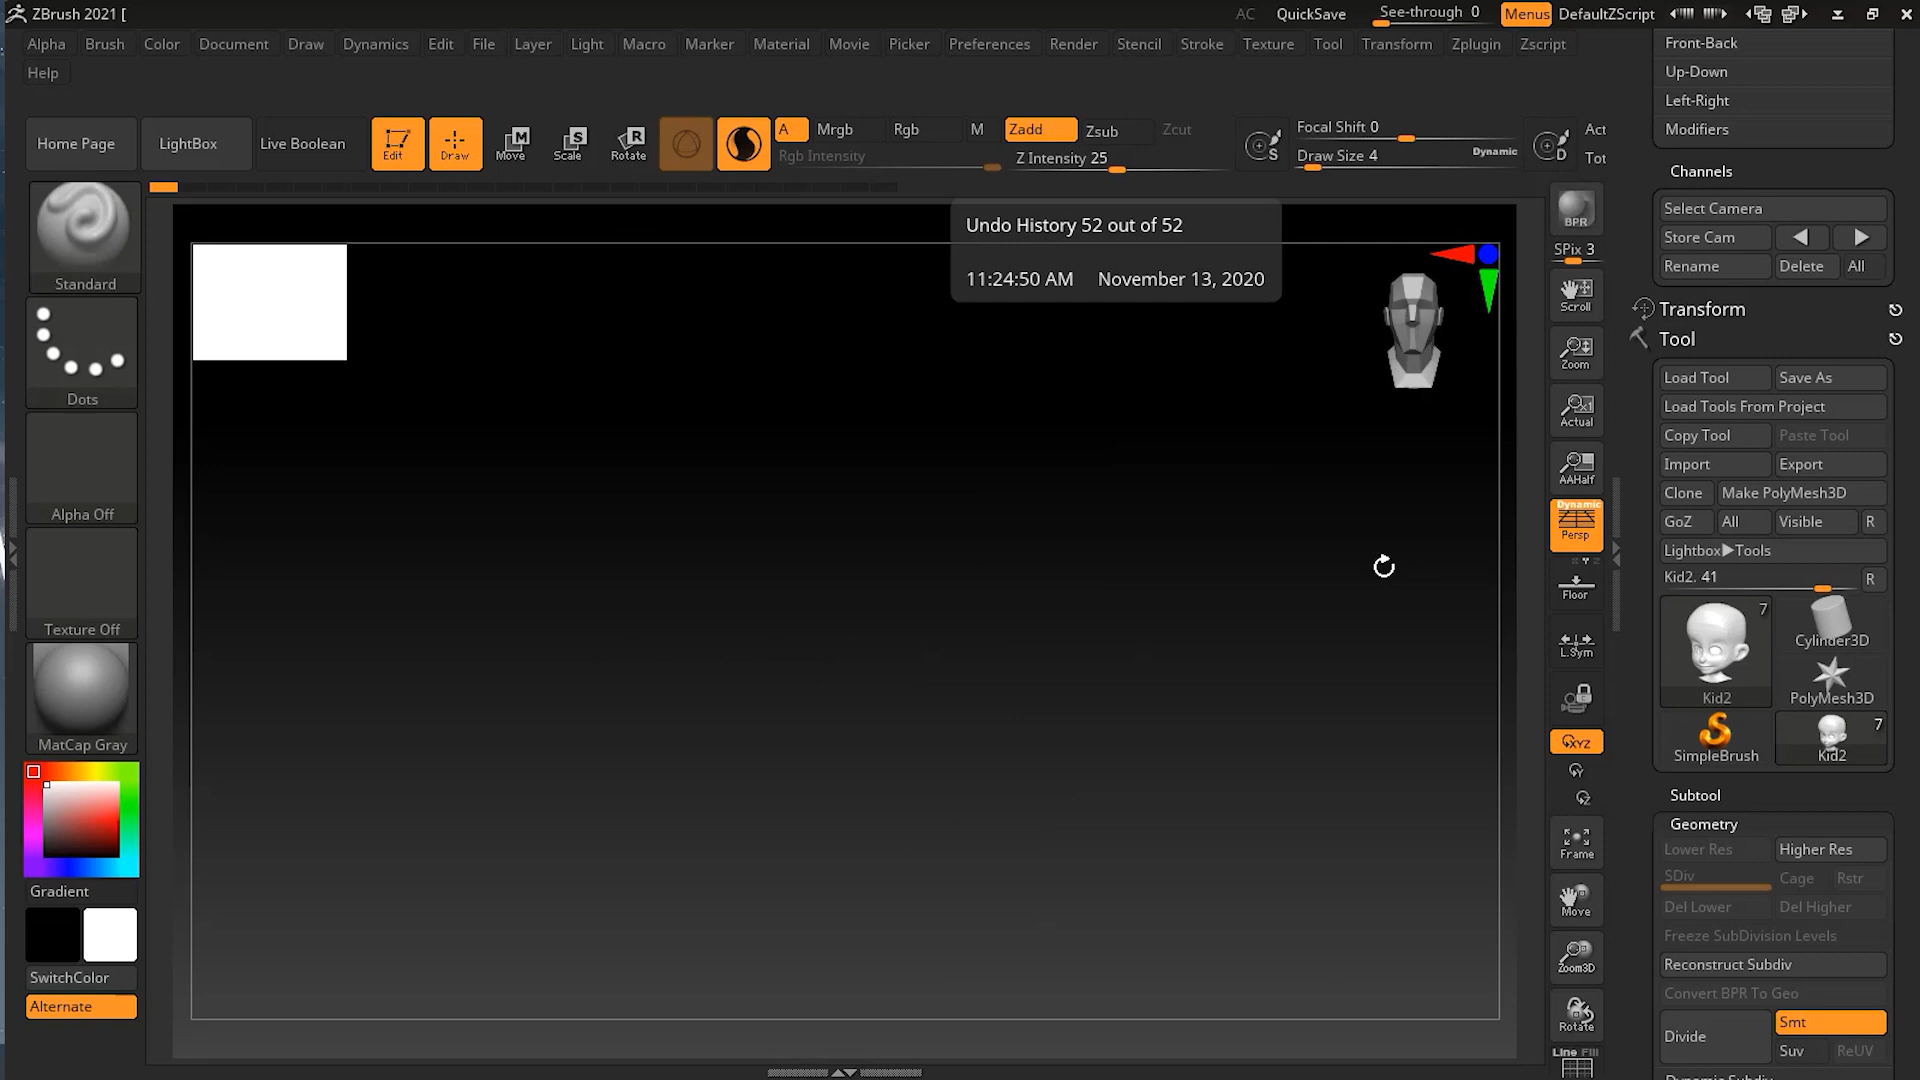 ZBrush 2021 [
AC QuickSave See-through 0 Menus DefaultZScript
Alpha Brush Color Document Draw Dynamics Edit File Layer Light Macro Marker Material Movie Picker Preferences Render Stencil Stroke Texture Tool Transform Zplugin Zscript
Help
Home Page LightBox Live Boolean Edit Draw Move Scale Rotate
M S R
A Mrgb Rgb M Zadd Zsub Zcut
Rgb Intensity Z Intensity 25
S Focal Shift 0 D Act
Draw Size 4 Dynamic Tot
Standard
Dots
Alpha Off
Texture Off
MatCap Gray
Gradient
SwitchColor
Alternate
Undo History 52 out of 52
11:24:50 AM November 13, 2020
BPR
SPix 3
Scroll
Zoom
Actual
AAHalf
Dynamic
Persp
Floor
L.Sym
XYZ
Y
Z
Frame
Move
Zoom3D
Rotate
Line Fill
Front-Back
Up-Down
Left-Right
Modifiers
Channels
Select Camera
Store Cam
Rename Delete All
Transform
Tool
Load Tool Save As
Load Tools From Project
Copy Tool Paste Tool
Import Export
Clone Make PolyMesh3D
GoZ All Visible R
Lightbox▶Tools
Kid2. 41 R
7
Kid2
Cylinder3D
PolyMesh3D
SimpleBrush
7
Kid2
Subtool
Geometry
Lower Res Higher Res
SDiv Cage Rstr
Del Lower Del Higher
Freeze SubDivision Levels
Reconstruct Subdiv
Convert BPR To Geo
Divide Smt
Suv ReUV
Dynamic Subdiv